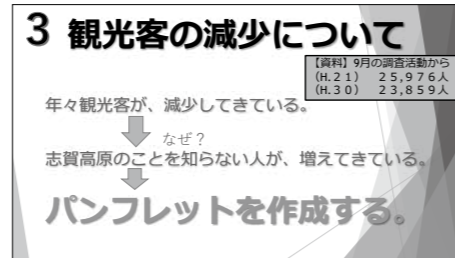 3 観光客の減少について
【資料】9月の調査活動から
(H.21) 25,976人
(H.30) 23,859人
年々観光客が、減少してきている。
なぜ?
志賀高原のことを知らない人が、増えてきている。
パンフレットを作成する。